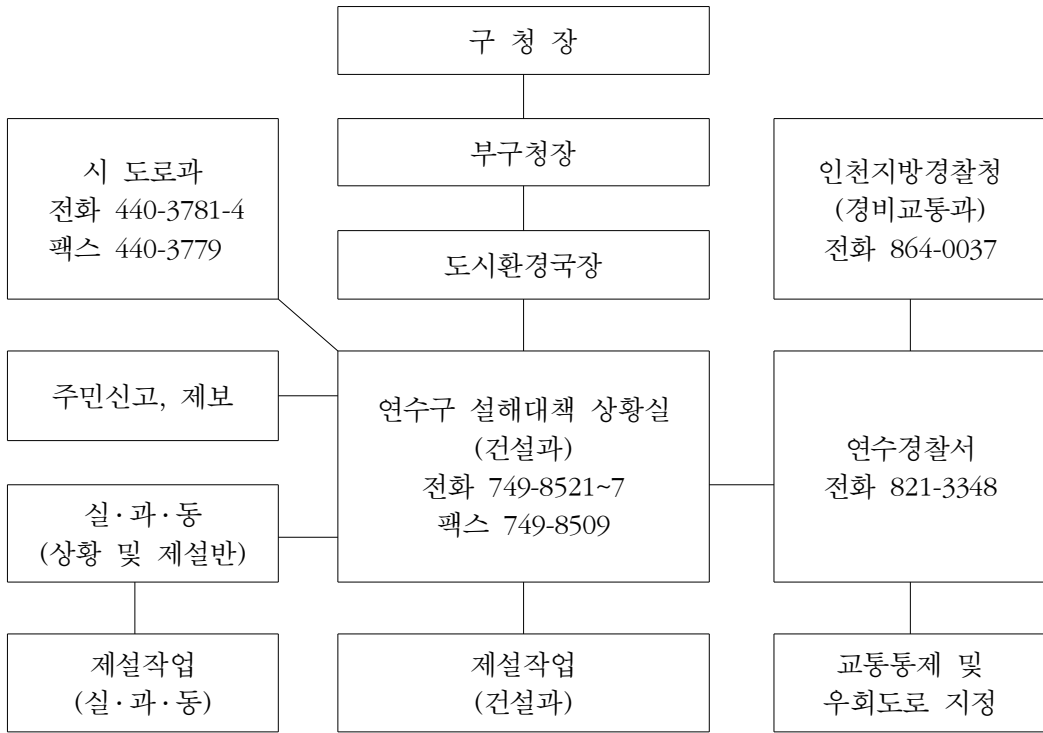 구 청 장
부구청장
도시환경국장
시 도로과
전화 440-3781-4
팩스 440-3779
인천지방경찰청
(경비교통과)
전화 864-0037
주민신고, 제보
연수구 설해대책 상황실
(건설과)
전화 749-8521~7
팩스 749-8509
연수경찰서
전화 821-3348
실·과·동
(상황 및 제설반)
제설작업
(실·과·동)
제설작업
(건설과)
교통통제 및
우회도로 지정